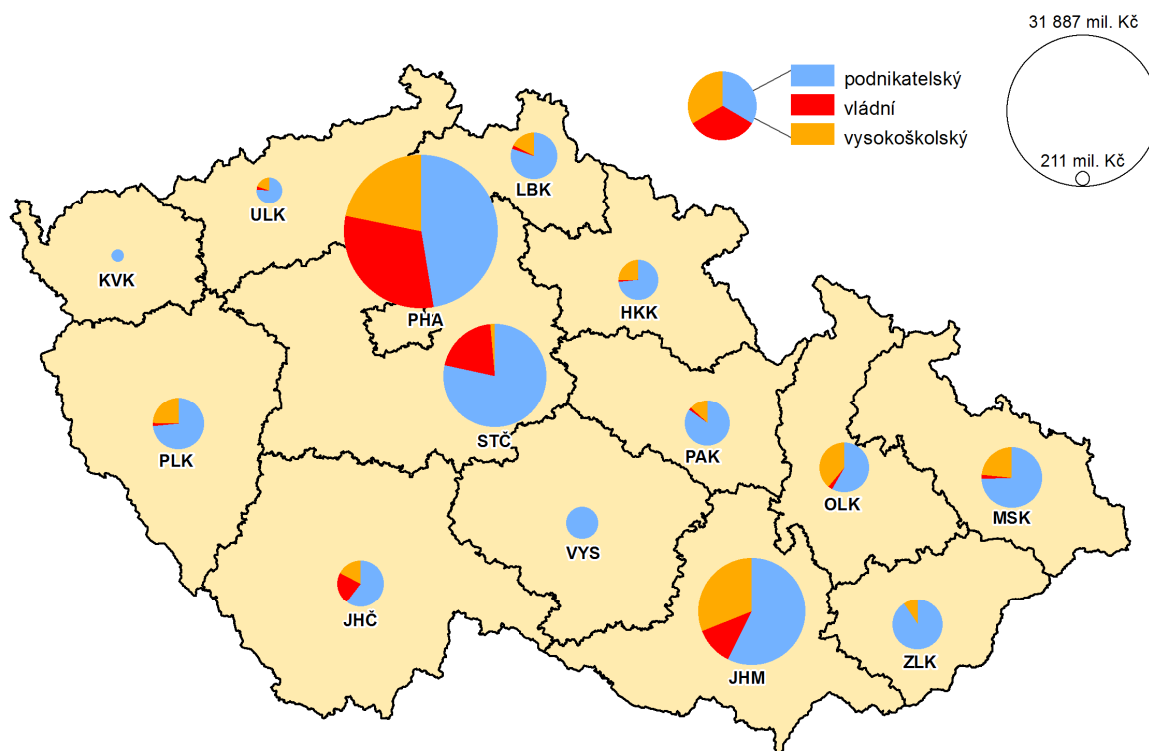 31 887 mil. Kč
podnikatelský
vládní
vysokoškolský
211 mil. Kč
LBK
ULK
KVK
HKK
PHA
STČ
PLK
PAK
OLK
MSK
VYS
JHČ
ZLK
JHM